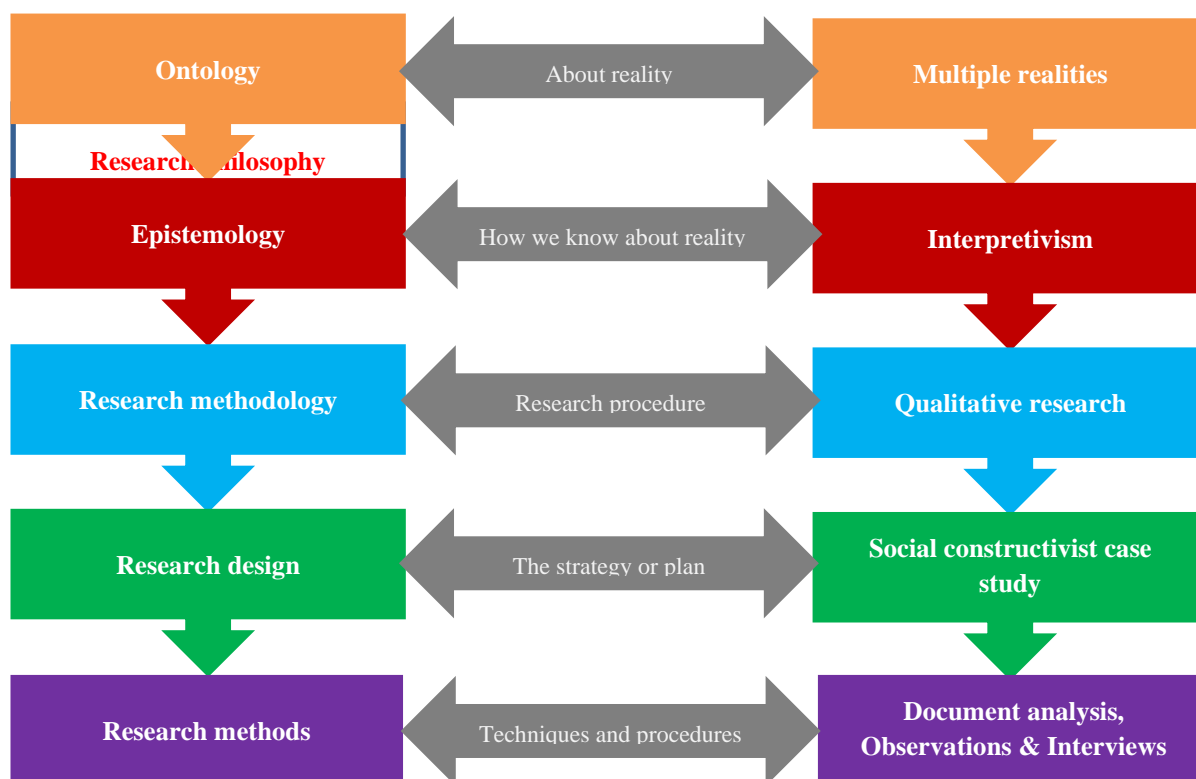 Ontology
About reality
Multiple realities
Research
Epistemology
How we know about reality
Interpretivism
Research methodology
Research procedure
Qualitative research
Research design
The strategy or plan
Social constructivist case
study
Research methods
Techniques and procedures
Document analysis,
Observations & Interviews